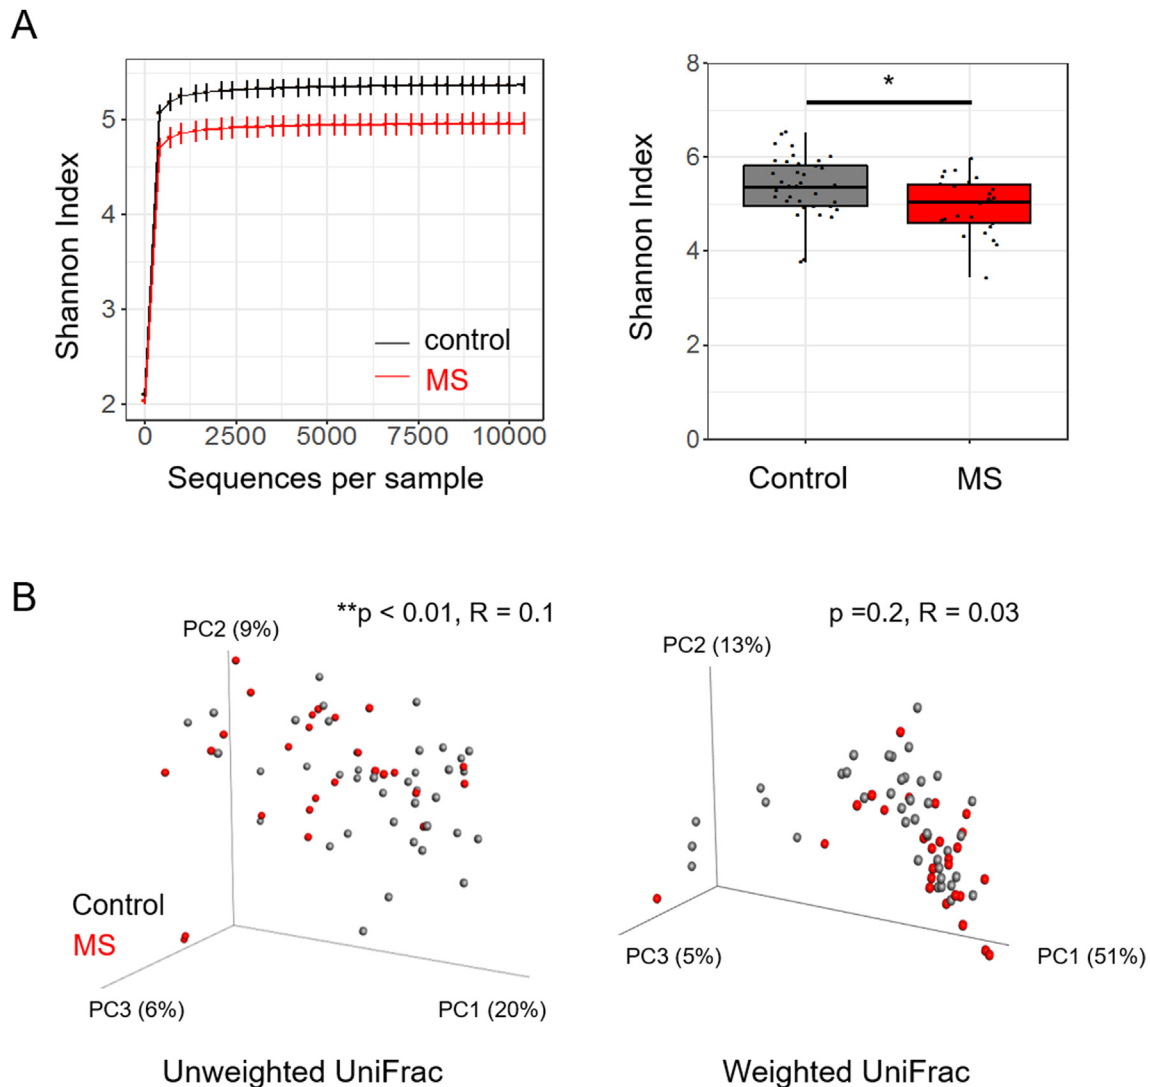 A
Shannon Index
5
4
3
2
control
MS
0 2500 5000 7500 10000
Sequences per sample
Shannon Index
8
6
4
2
0
*
Control MS
B
**p < 0.01, R = 0.1
PC2 (9%)
Control
MS
PC3 (6%)
PC1 (20%)
Unweighted UniFrac
p =0.2, R = 0.03
PC2 (13%)
PC3 (5%)
PC1 (51%)
Weighted UniFrac